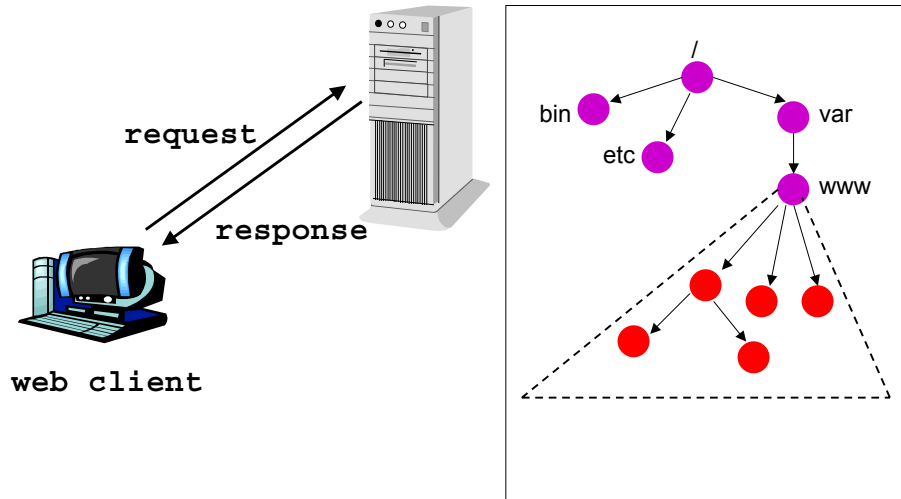 request
response
web client
/
bin
var
etc
www